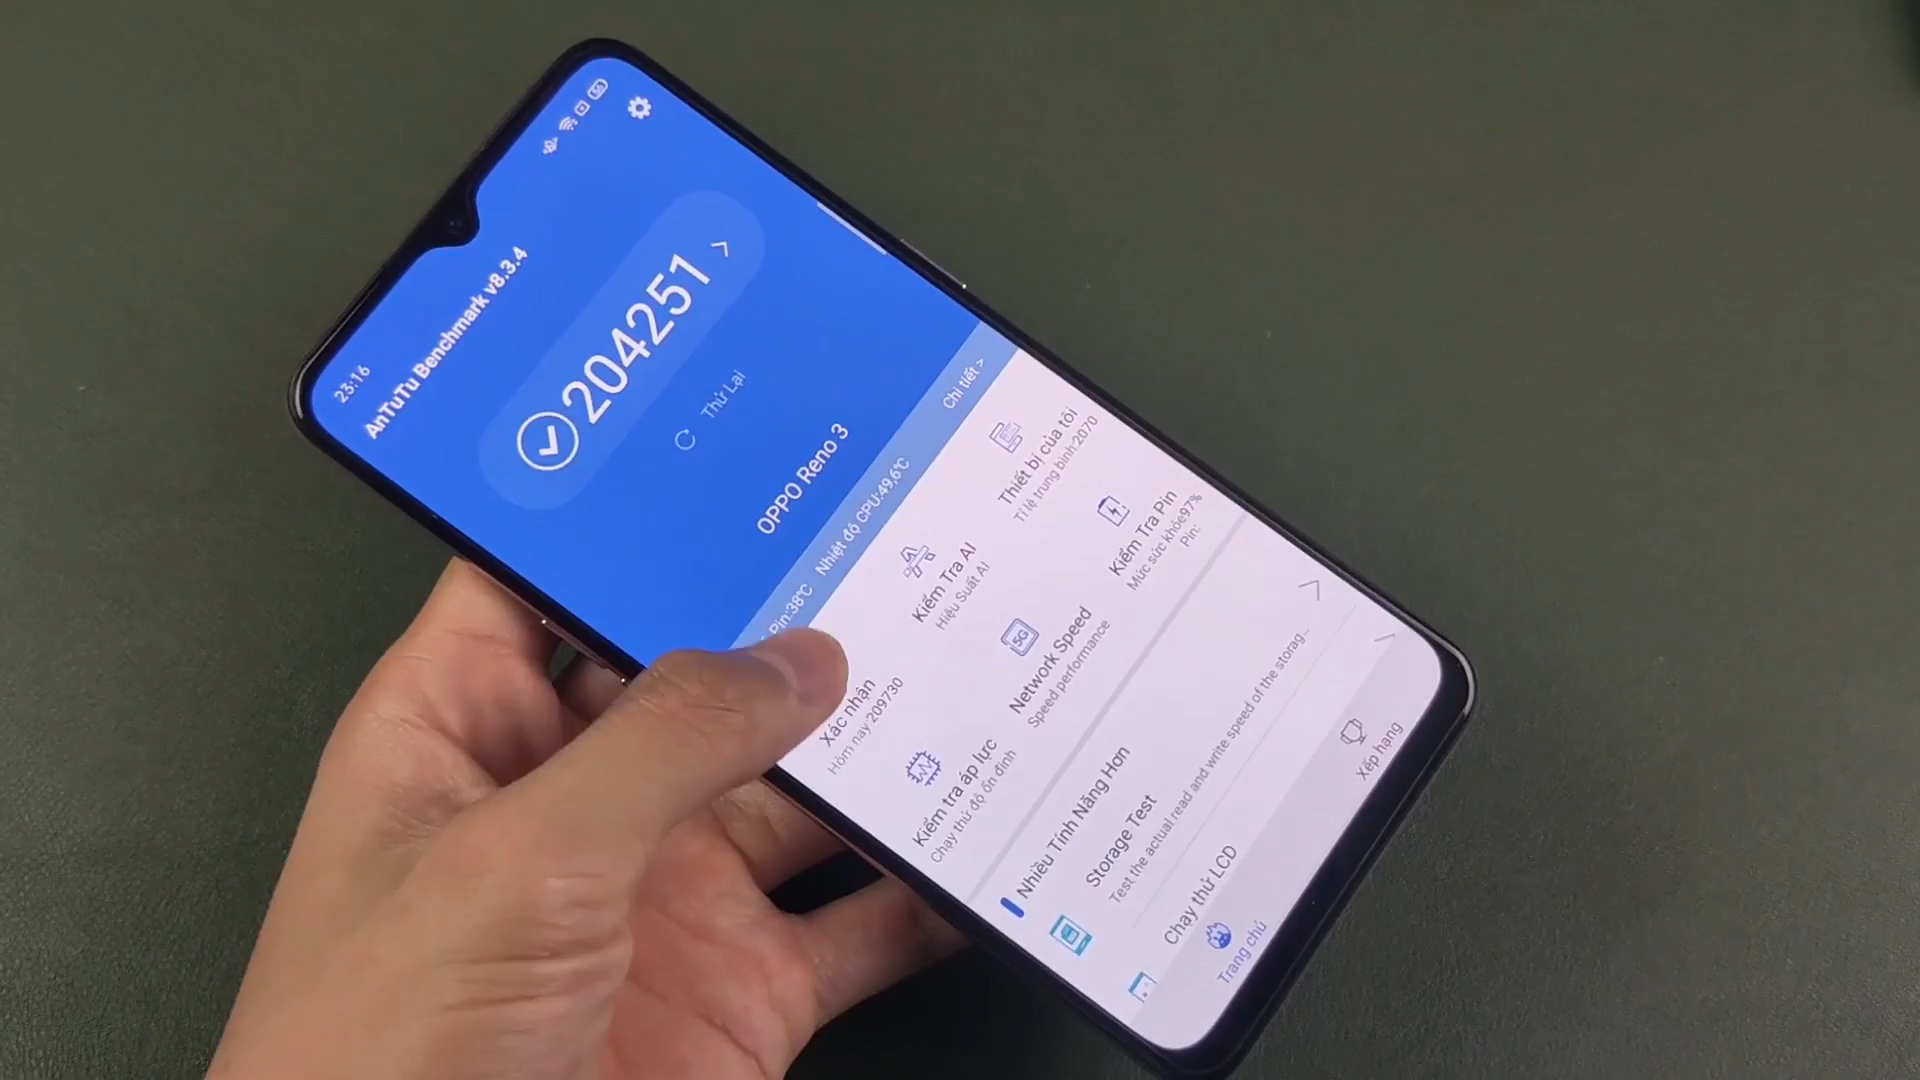 23:16
AnTuTu Benchmark v8.3.4
204251
Thử Lại
OPPO Reno 3
Pin:38℃ Nhiệt độ CPU:49,6℃ Chi tiết >
Xác nhận
Hôm nay:209730
Kiểm Tra AI
Hiệu Suất AI
Thiết bị của tôi
Tỉ lệ trung bình:2070
Kiểm tra áp lực
Chạy thử độ ổn định
5G
Network Speed
Speed performance
Kiểm Tra Pin
Mức sức khỏe97%
Pin:
Nhiều Tính Năng Hơn
Storage Test
Test the actual read and write speed of the storag...
Chạy thử LCD
Trang chủ
Xếp hạng